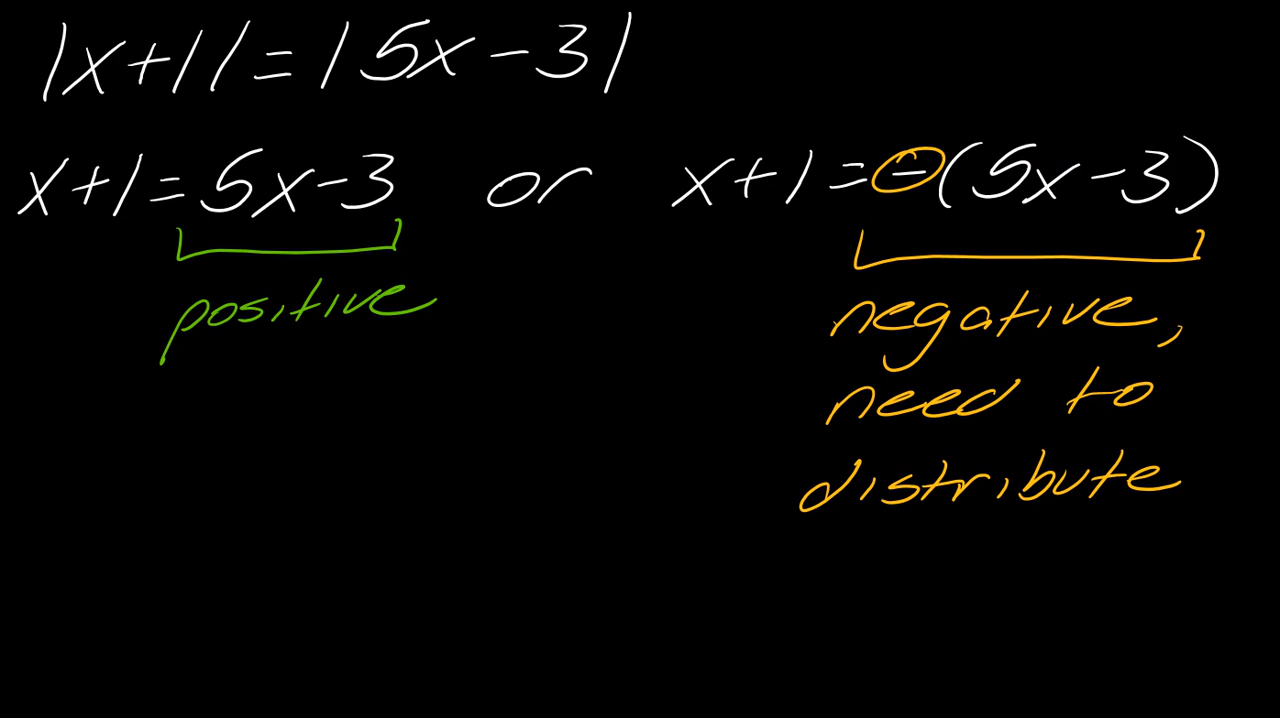 |x+1|=|5x-3|
x+1=5x-3 or x+1=-(5x-3)
positive
negative,
need to
distribute